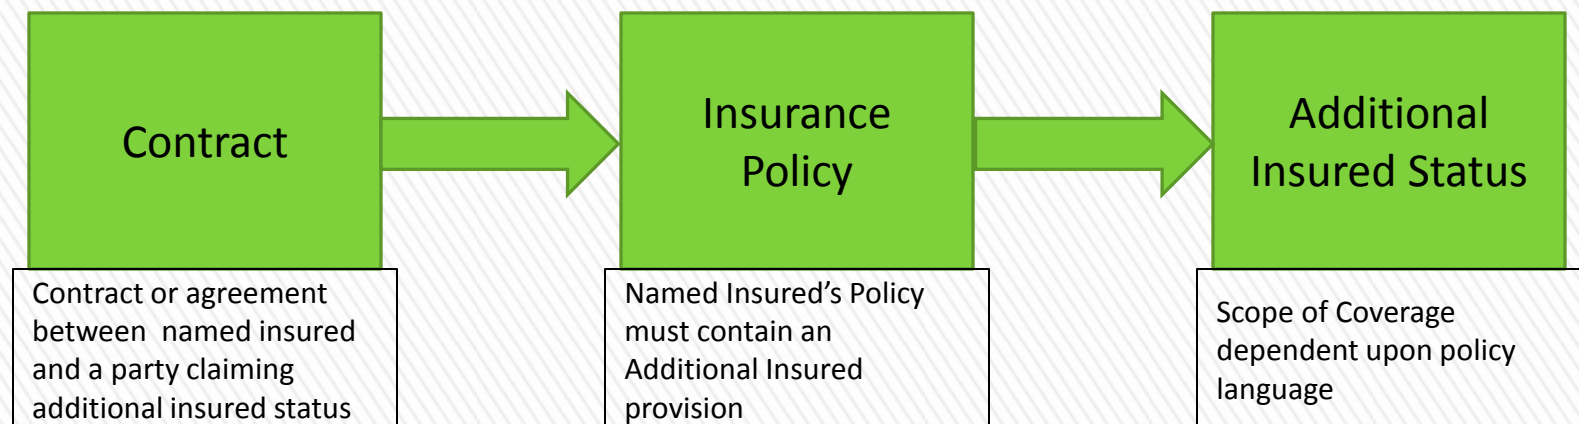 Contract
Insurance
Policy
Additional
Insured Status
Contract or agreement
between  named insured
and a party claiming
additional insured status
Named Insured’s Policy
must contain an
Additional Insured
provision
Scope of Coverage
dependent upon policy
language